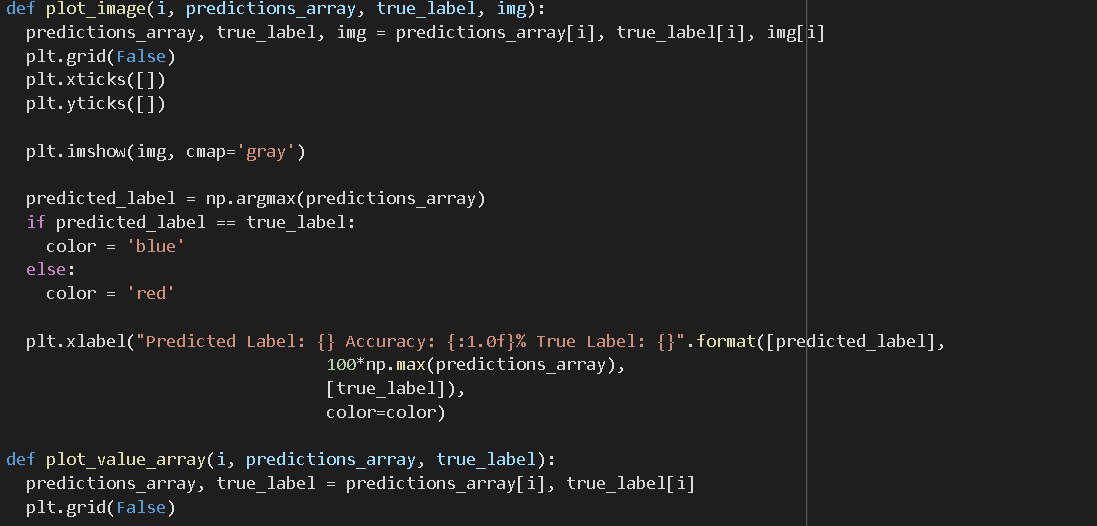 def plot_image(i, predictions_array, true_label, img):
  predictions_array, true_label, img = predictions_array[i], true_label[i], img[i]
  plt.grid(False)
  plt.xticks([])
  plt.yticks([])

  plt.imshow(img, cmap='gray')

  predicted_label = np.argmax(predictions_array)
  if predicted_label == true_label:
    color = 'blue'
  else:
    color = 'red'

  plt.xlabel("Predicted Label: {} Accuracy: {:1.0f}% True Label: {}".format([predicted_label],
                                100*np.max(predictions_array),
                                [true_label]),
                                color=color)

def plot_value_array(i, predictions_array, true_label):
  predictions_array, true_label = predictions_array[i], true_label[i]
  plt.grid(False)